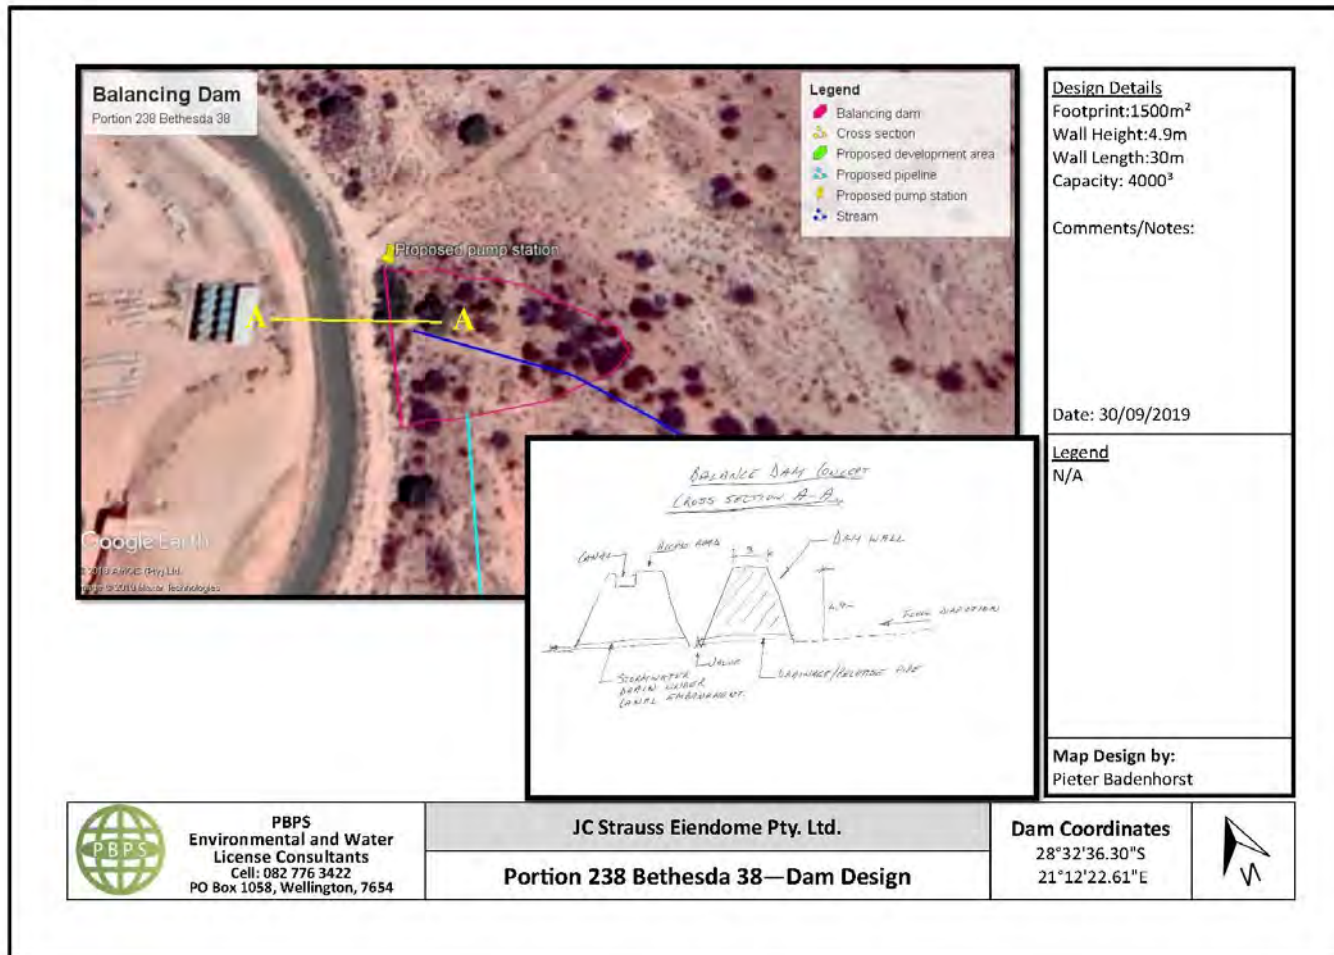 Balancing Dam
Portion 238 Bethesda 38
Legend
Balancing dam
Cross section
Proposed development area
Proposed pipeline
Proposed pump station
Stream
Proposed pump station
A
A
Google Earth
BALANCE DAM CONCEPT
CROSS SECTION A-A
CANAL
ACCESS ROAD
3
DAM WALL
4.9
FLOW DIRECTION
VALVE
STORMWATER
DRAIN UNDER
CANAL EMBANKMENT.
DRAINAGE/RELEASE PIPE
Design Details
Footprint:1500m²
Wall Height:4.9m
Wall Length:30m
Capacity: 4000³
Comments/Notes:
Date: 30/09/2019
Legend
N/A
Map Design by:
Pieter Badenhorst
PBPS
PBPS
Environmental and Water
License Consultants
Cell: 082 776 3422
PO Box 1058, Wellington, 7654
JC Strauss Eiendome Pty. Ltd.
Portion 238 Bethesda 38—Dam Design
Dam Coordinates
28°32'36.30"S
21°12'22.61"E
N